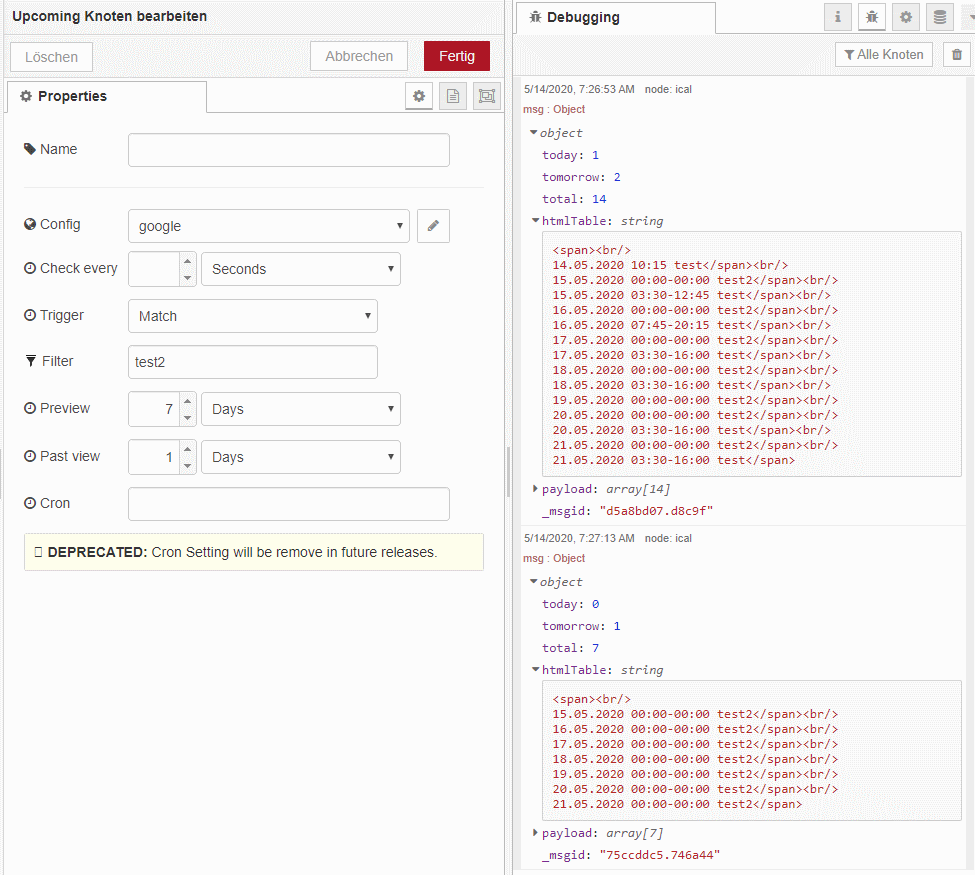 Upcoming Knoten bearbeiten
Löschen
Abbrechen
Fertig
Properties
Name
Config
google
Check every
Seconds
Trigger
Match
Filter
test2
Preview
7
Days
Past view
1
Days
Cron
DEPRECATED: Cron Setting will be remove in future releases.
Debugging
Alle Knoten
5/14/2020, 7:26:53 AM node: ical
msg : Object
object
today: 1
tomorrow: 2
total: 14
htmlTable: string
<span><br/>
14.05.2020 10:15 test</span><br/>
15.05.2020 00:00-00:00 test2</span><br/>
15.05.2020 03:30-12:45 test</span><br/>
16.05.2020 00:00-00:00 test2</span><br/>
16.05.2020 07:45-20:15 test</span><br/>
17.05.2020 00:00-00:00 test2</span><br/>
17.05.2020 03:30-16:00 test</span><br/>
18.05.2020 00:00-00:00 test2</span><br/>
18.05.2020 03:30-16:00 test</span><br/>
19.05.2020 00:00-00:00 test2</span><br/>
20.05.2020 00:00-00:00 test2</span><br/>
20.05.2020 03:30-16:00 test</span><br/>
21.05.2020 00:00-00:00 test2</span><br/>
21.05.2020 03:30-16:00 test</span>
payload: array[14]
_msgid: "d5a8bd07.d8c9f"
5/14/2020, 7:27:13 AM node: ical
msg : Object
object
today: 0
tomorrow: 1
total: 7
htmlTable: string
<span><br/>
15.05.2020 00:00-00:00 test2</span><br/>
16.05.2020 00:00-00:00 test2</span><br/>
17.05.2020 00:00-00:00 test2</span><br/>
18.05.2020 00:00-00:00 test2</span><br/>
19.05.2020 00:00-00:00 test2</span><br/>
20.05.2020 00:00-00:00 test2</span><br/>
21.05.2020 00:00-00:00 test2</span>
payload: array[7]
_msgid: "75ccddc5.746a44"